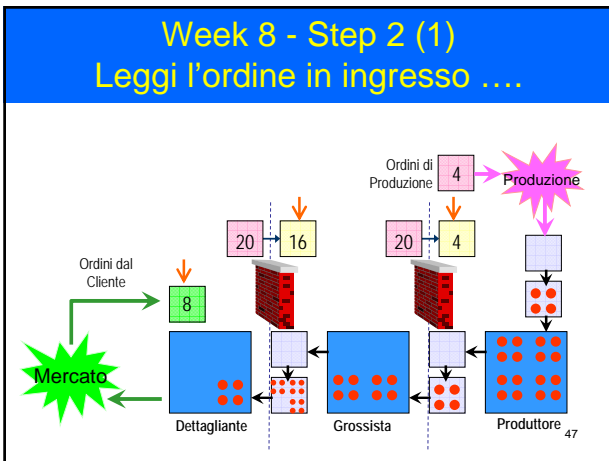 Week 8 - Step 2 (1)
Leggi l'ordine in ingresso ....
Ordini di
Produzione
4
Produzione
20
16
20
4
Ordini dal
Cliente
8
Mercato
Dettagliante
Grossista
Produttore
47